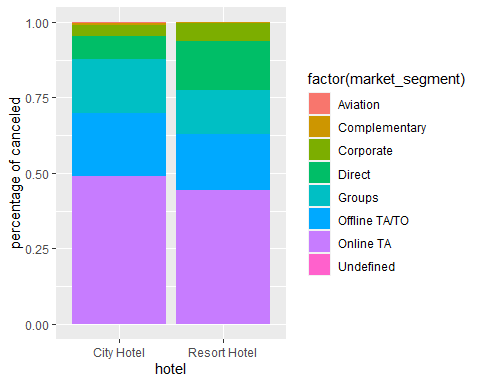 1.00
0.75
0.50
0.25
0.00
percentage of canceled
City Hotel
Resort Hotel
hotel
factor(market_segment)
Aviation
Complementary
Corporate
Direct
Groups
Offline TA/TO
Online TA
Undefined